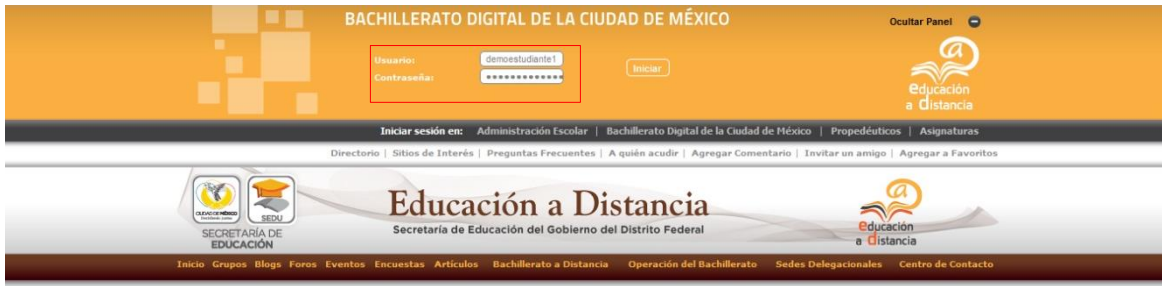 BACHILLERATO DIGITAL DE LA CIUDAD DE MÉXICO
Ocultar Panel
Usuario: demoestudiante1
Contraseña:
Iniciar
a
educación
a distancia
Iniciar sesión en: Administración Escolar | Bachillerato Digital de la Ciudad de México | Propedéuticos | Asignaturas
Directorio | Sitios de Interés | Preguntas Frecuentes | A quién acudir | Agregar Comentario | Invitar un amigo | Agregar a Favoritos
SEDU
SECRETARÍA DE
EDUCACIÓN
Educación a Distancia
Secretaría de Educación del Gobierno del Distrito Federal
a
educación
a distancia
Inicio Grupos Blogs Foros Eventos Encuestas Artículos Bachillerato a Distancia Operación del Bachillerato Sedes Delegacionales Centro de Contacto